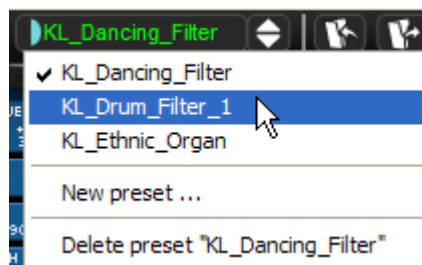 KL_Dancing_Filter
KL_Dancing_Filter
KL_Drum_Filter_1
KL_Ethnic_Organ
New preset ...
Delete preset "KL_Dancing_Filter"